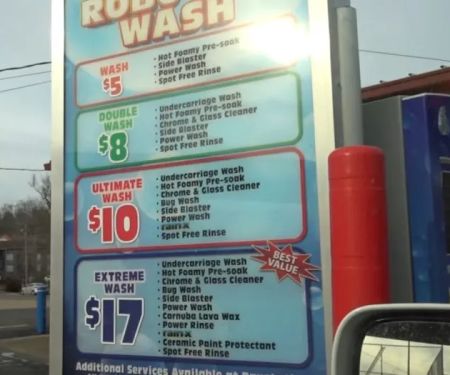 WASH
WASH
$5
· Hot Foamy Pre-soak
· Side Blaster
· Power Wash
· Spot Free Rinse
DOUBLE
WASH
$8
· Undercarriage Wash
· Hot Foamy Pre-soak
· Chrome & Glass Cleaner
· Side Blaster
· Power Wash
· Spot Free Rinse
ULTIMATE
WASH
$10
· Undercarriage Wash
· Hot Foamy Pre-soak
· Chrome & Glass Cleaner
· Bug Wash
· Side Blaster
· Power Wash
· rain-x
· Spot Free Rinse
BEST
VALUE
EXTREME
WASH
$17
· Undercarriage Wash
· Hot Foamy Pre-soak
· Chrome & Glass Cleaner
· Bug Wash
· Side Blaster
· Power Wash
· Carnuba Lava Wax
· Power Rinse
· rain-x
· Ceramic Paint Protectant
· Spot Free Rinse
Additional Services Available at